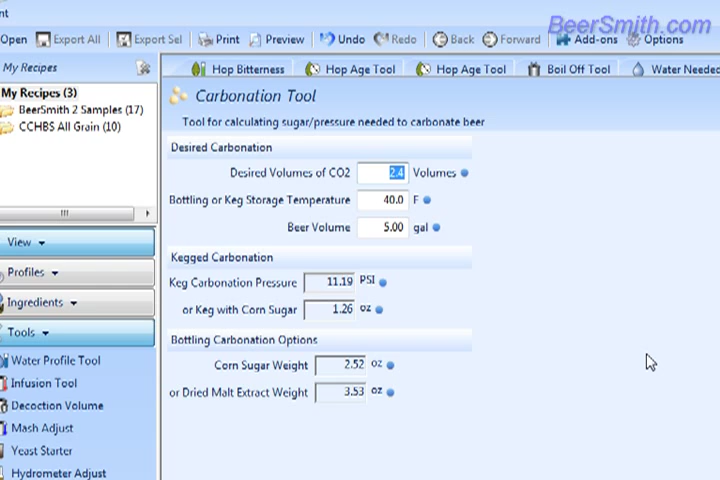 nt
BeerSmith.com
Open Export All Export Sel Print Preview Undo Redo Back Forward Add-ons Options
My Recipes
Hop Bitterness Hop Age Tool Hop Age Tool Boil Off Tool Water Needed
My Recipes (3)
BeerSmith 2 Samples (17)
CCHBS All Grain (10)
Carbonation Tool
Tool for calculating sugar/pressure needed to carbonate beer
Desired Carbonation
Desired Volumes of CO2 2.4 Volumes
Bottling or Keg Storage Temperature 40.0 F
Beer Volume 5.00 gal
Kegged Carbonation
Keg Carbonation Pressure 11.19 PSI
or Keg with Corn Sugar 1.26 oz
Bottling Carbonation Options
Corn Sugar Weight 2.52 oz
or Dried Malt Extract Weight 3.53 oz
View
Profiles
Ingredients
Tools
Water Profile Tool
Infusion Tool
Decoction Volume
Mash Adjust
Yeast Starter
Hydrometer Adjust